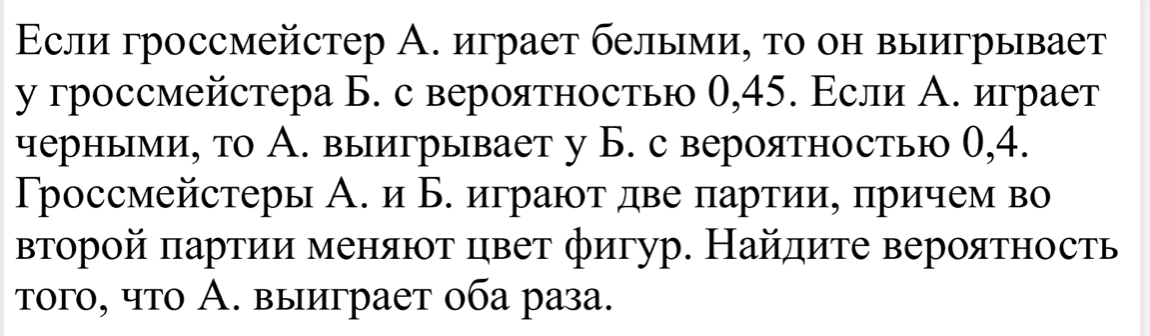 Если гроссмейстер А. играет белыми, то он выигрывает
у гроссмейстера Б. с вероятностью 0,45. Если А. играет
черными, то А. выигрывает у Б. с вероятностью 0,4.
Гроссмейстеры А. и Б. играют две партии, причем во
второй партии меняют цвет фигур. Найдите вероятность
того, что А. выиграет оба раза.